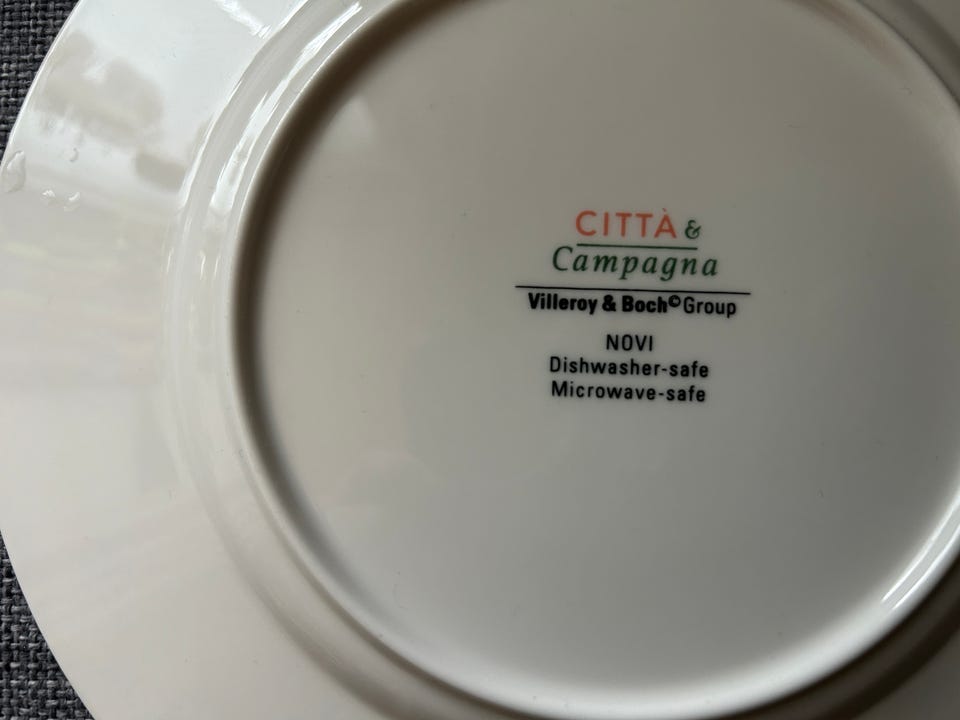 CITTÀ &
Campagna
Villeroy & Boch© Group
NOVI
Dishwasher-safe
Microwave-safe